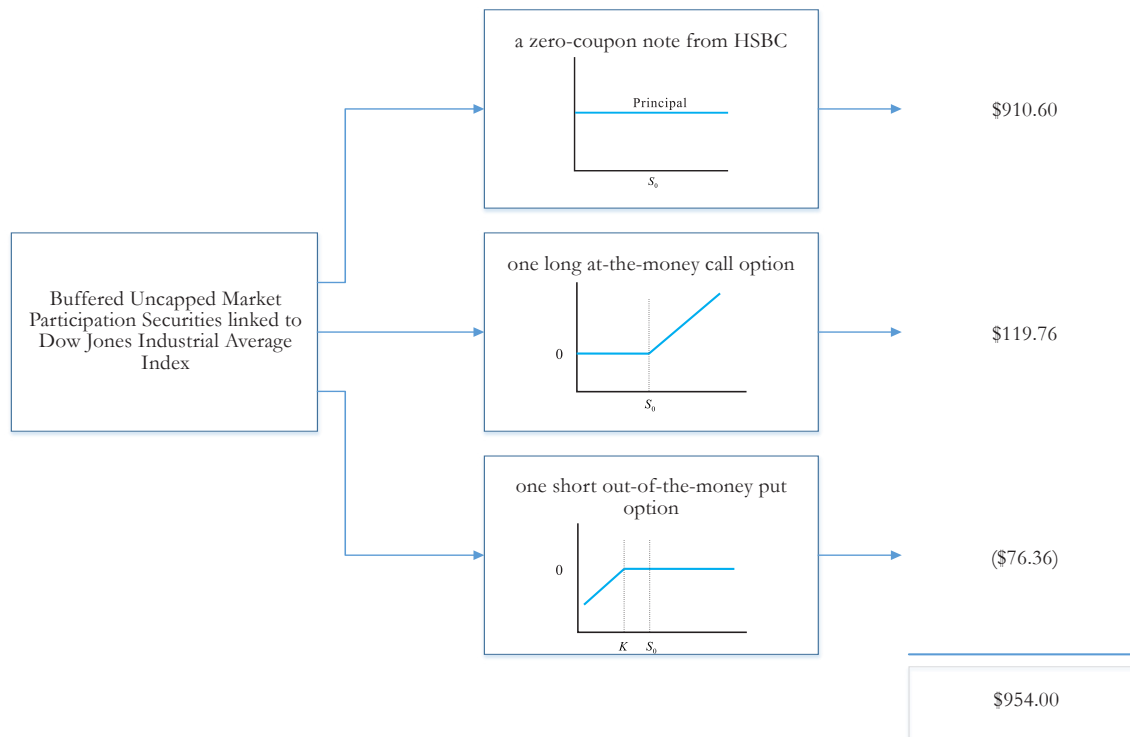 a zero-coupon note from HSBC
Principal
S₀
$910.60
Buffered Uncapped Market
Participation Securities linked to
Dow Jones Industrial Average
Index
one long at-the-money call option
0
S₀
$119.76
one short out-of-the-money put
option
0
K S₀
($76.36)
$954.00